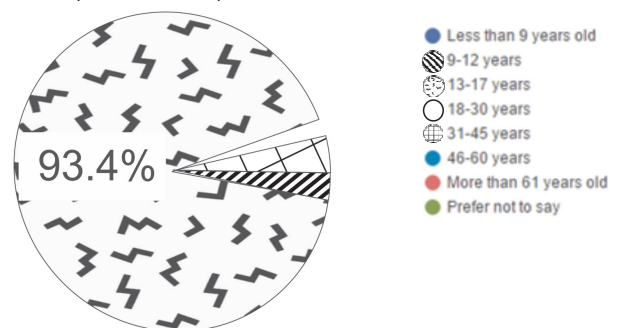 93.4%
Less than 9 years old
9-12 years
13-17 years
18-30 years
31-45 years
46-60 years
More than 61 years old
Prefer not to say